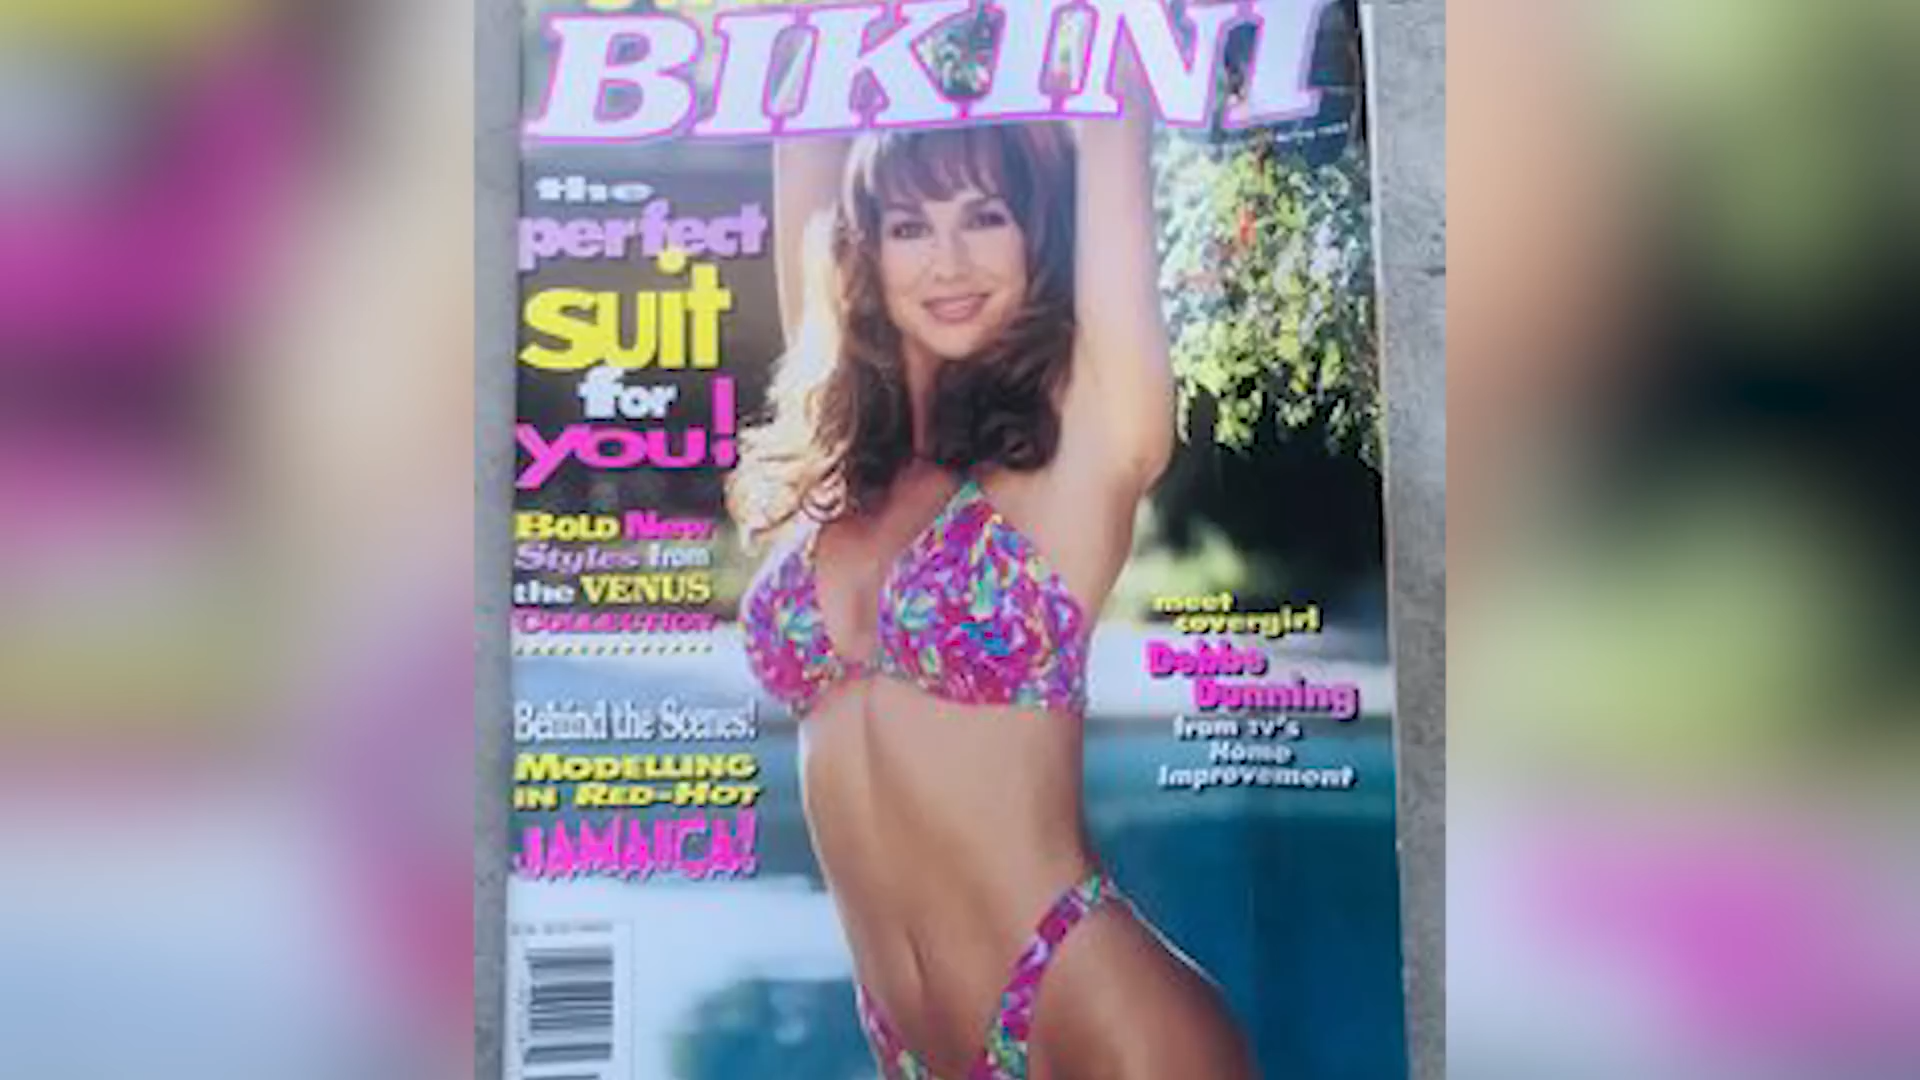 BIKINI
the
perfect
suit
for
you!
BOLD New
Styles from
the VENUS
COLLECTION
Behind the Scenes!
MODELLING
IN RED-HOT
JAMAICA!
meet
covergirl
Debbe
Dunning
from TV's
Home
Improvement